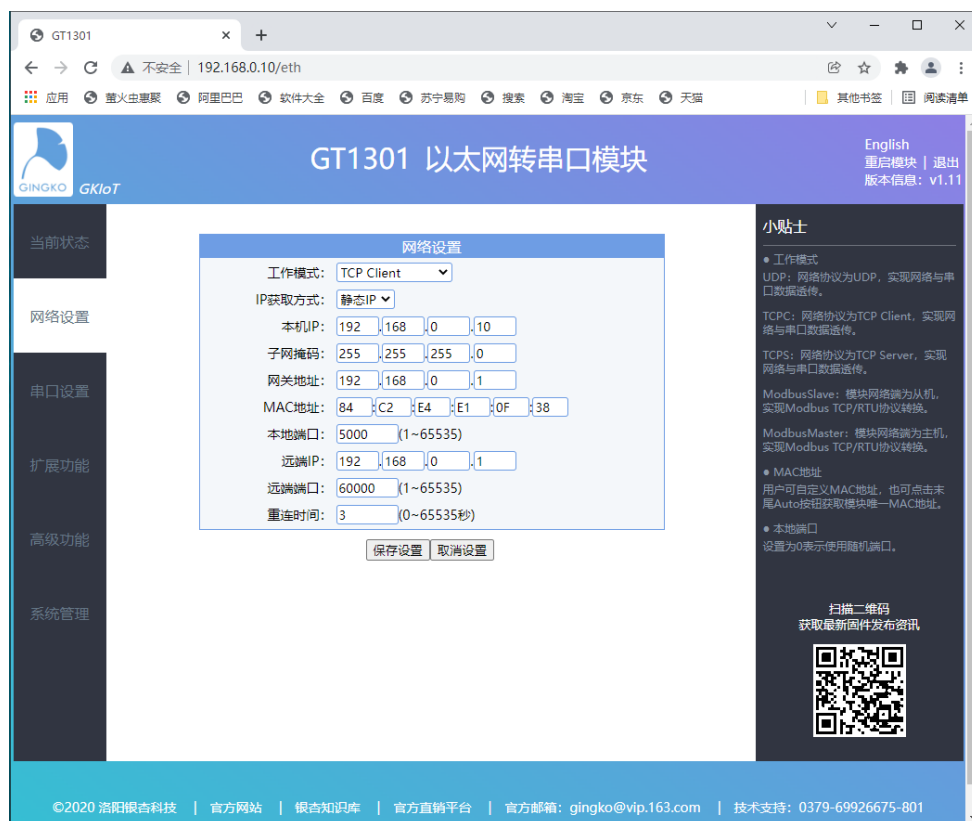 GT1301
不安全 192.168.0.10/eth
应用 萤火虫惠聚 阿里巴巴 软件大全 百度 苏宁易购 搜索 淘宝 京东 天猫 其他书签 阅读清单
GINGKO GKIoT
GT1301 以太网转串口模块
English
重启模块 | 退出
版本信息：v1.11
当前状态
网络设置
串口设置
扩展功能
高级功能
系统管理
网络设置
工作模式： TCP Client
IP获取方式： 静态IP
本机IP： 192 . 168 . 0 . 10
子网掩码： 255 . 255 . 255 . 0
网关地址： 192 . 168 . 0 . 1
MAC地址： 84 : C2 : E4 : E1 : 0F : 38
本地端口： 5000 (1~65535)
远端IP： 192 . 168 . 0 . 1
远端端口： 60000 (1~65535)
重连时间： 3 (0~65535秒)
保存设置 取消设置
小贴士
● 工作模式
UDP：网络协议为UDP，实现网络与串
口数据透传。
TCPC：网络协议为TCP Client，实现网
络与串口数据透传。
TCPS：网络协议为TCP Server，实现
网络与串口数据透传。
ModbusSlave：模块网络端为从机，
实现Modbus TCP/RTU协议转换。
ModbusMaster：模块网络端为主机，
实现Modbus TCP/RTU协议转换。
● MAC地址
用户可自定义MAC地址，也可点击末
尾Auto按钮获取模块唯一MAC地址。
● 本地端口
设置为0表示使用随机端口。
扫描二维码
获取最新固件发布资讯
©2020 洛阳银杏科技 | 官方网站 | 银杏知识库 | 官方直销平台 | 官方邮箱：gingko@vip.163.com | 技术支持：0379-69926675-801